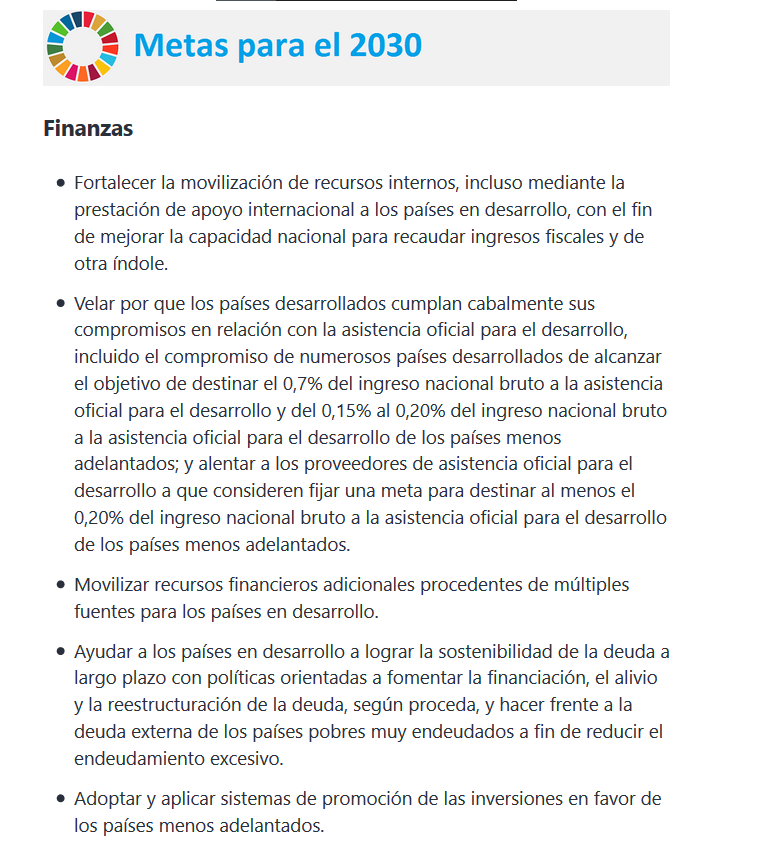 Metas para el 2030
Finanzas
• Fortalecer la movilización de recursos internos, incluso mediante la
prestación de apoyo internacional a los países en desarrollo, con el fin
de mejorar la capacidad nacional para recaudar ingresos fiscales y de
otra índole.
• Velar por que los países desarrollados cumplan cabalmente sus
compromisos en relación con la asistencia oficial para el desarrollo,
incluido el compromiso de numerosos países desarrollados de alcanzar
el objetivo de destinar el 0,7% del ingreso nacional bruto a la asistencia
oficial para el desarrollo y del 0,15% al 0,20% del ingreso nacional bruto
a la asistencia oficial para el desarrollo de los países menos
adelantados; y alentar a los proveedores de asistencia oficial para el
desarrollo a que consideren fijar una meta para destinar al menos el
0,20% del ingreso nacional bruto a la asistencia oficial para el desarrollo
de los países menos adelantados.
• Movilizar recursos financieros adicionales procedentes de múltiples
fuentes para los países en desarrollo.
• Ayudar a los países en desarrollo a lograr la sostenibilidad de la deuda a
largo plazo con políticas orientadas a fomentar la financiación, el alivio
y la reestructuración de la deuda, según proceda, y hacer frente a la
deuda externa de los países pobres muy endeudados a fin de reducir el
endeudamiento excesivo.
• Adoptar y aplicar sistemas de promoción de las inversiones en favor de
los países menos adelantados.